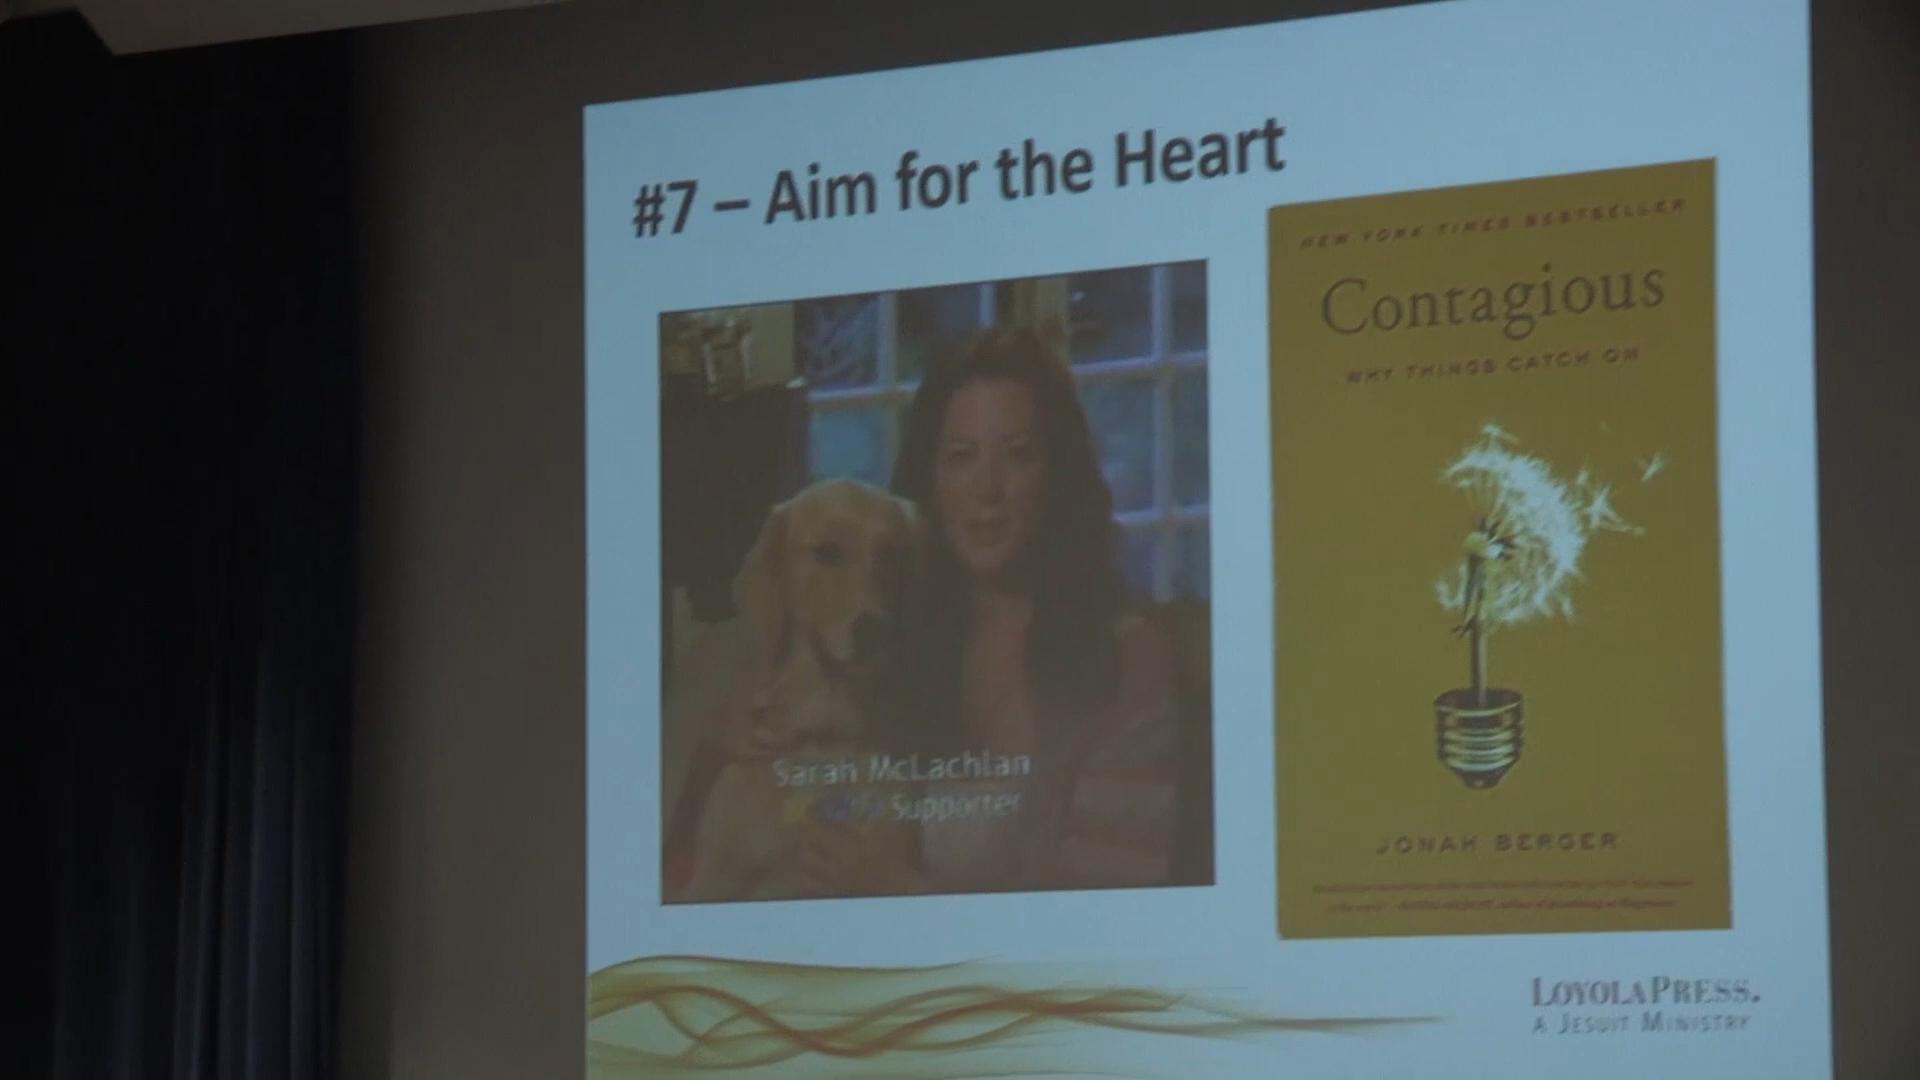 #7 – Aim for the Heart
NEW YORK TIMES BESTSELLER
Contagious
WHY THINGS CATCH ON
Sarah McLachlan
Supporter
JONAH BERGER
LOYOLA PRESS.
A JESUIT MINISTRY